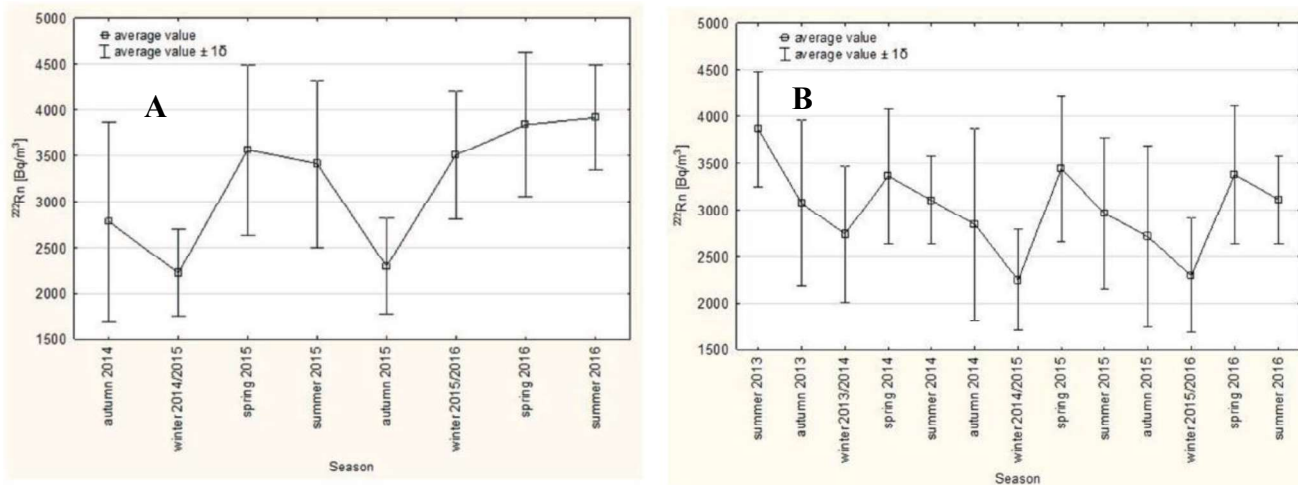 5000
4500
4000
3500
3000
2500
2000
1500
²²²Rn [Bq/m³]
average value
average value ± 1δ
A
autumn 2014
winter 2014/2015
spring 2015
summer 2015
autumn 2015
winter 2015/2016
spring 2016
summer 2016
Season
5000
4500
4000
3500
3000
2500
2000
1500
²²²Rn [Bq/m³]
average value
average value ± 1δ
B
summer 2013
autumn 2013
winter 2013/2014
spring 2014
summer 2014
autumn 2014
winter 2014/2015
spring 2015
summer 2015
autumn 2015
winter 2015/2016
spring 2016
summer 2016
Season